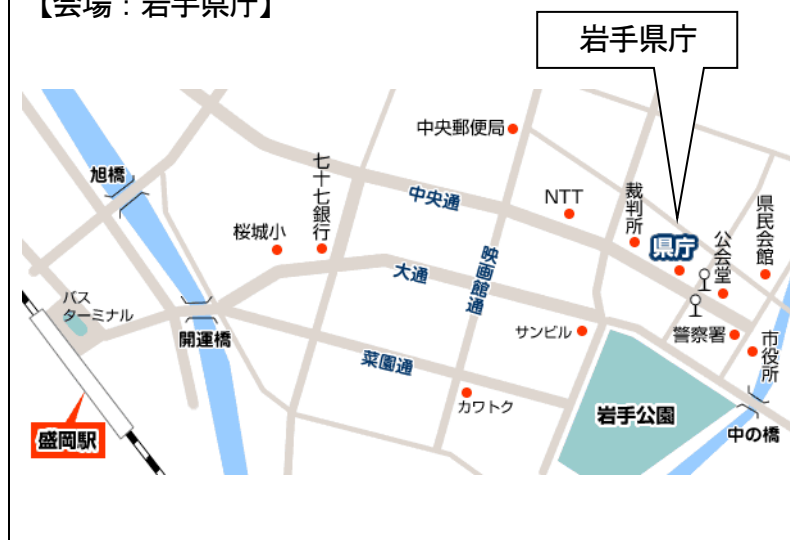 【会場：岩手県庁】
岩手県庁
中央郵便局
旭橋
七十七銀行
中央通
NTT
裁判所
県民会館
桜城小
映画館通
県庁
公会堂
大通
バス
ターミナル
開運橋
サンビル
警察署
市役所
菜園通
カワトク
岩手公園
盛岡駅
中の橋